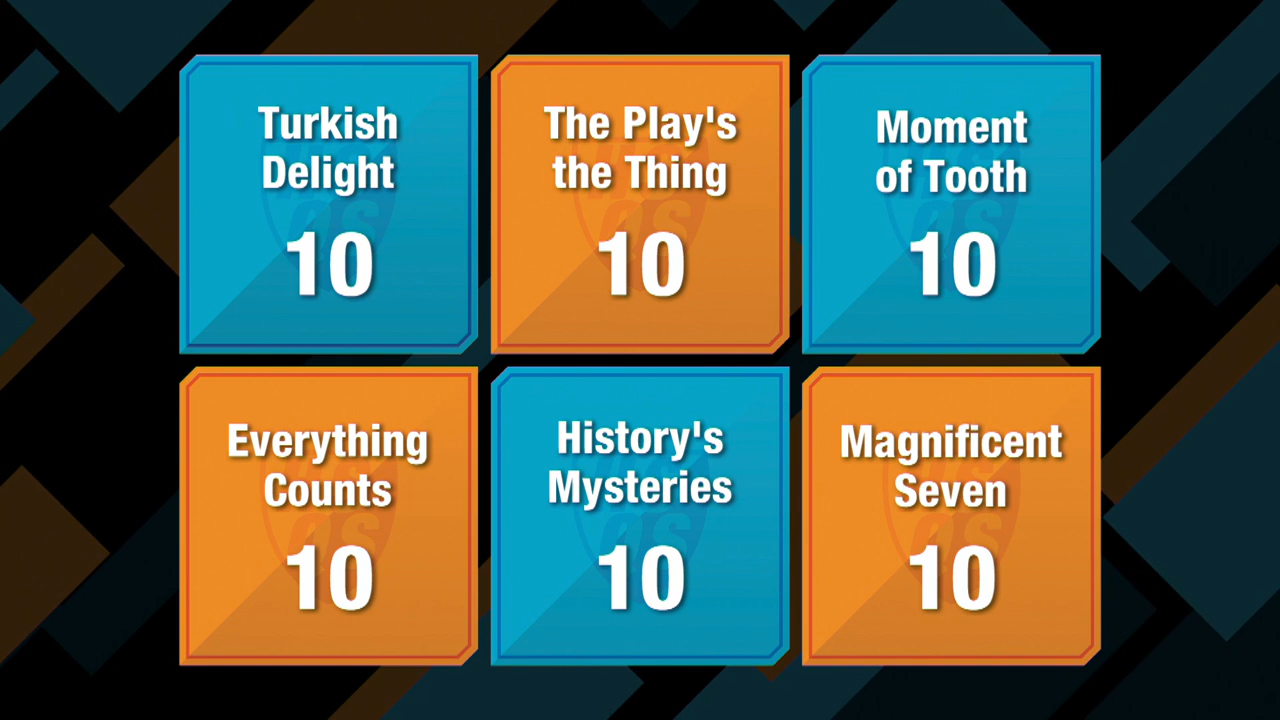 Turkish
Delight
10
The Play's
the Thing
10
Moment
of Tooth
10
Everything
Counts
10
History's
Mysteries
10
Magnificent
Seven
10